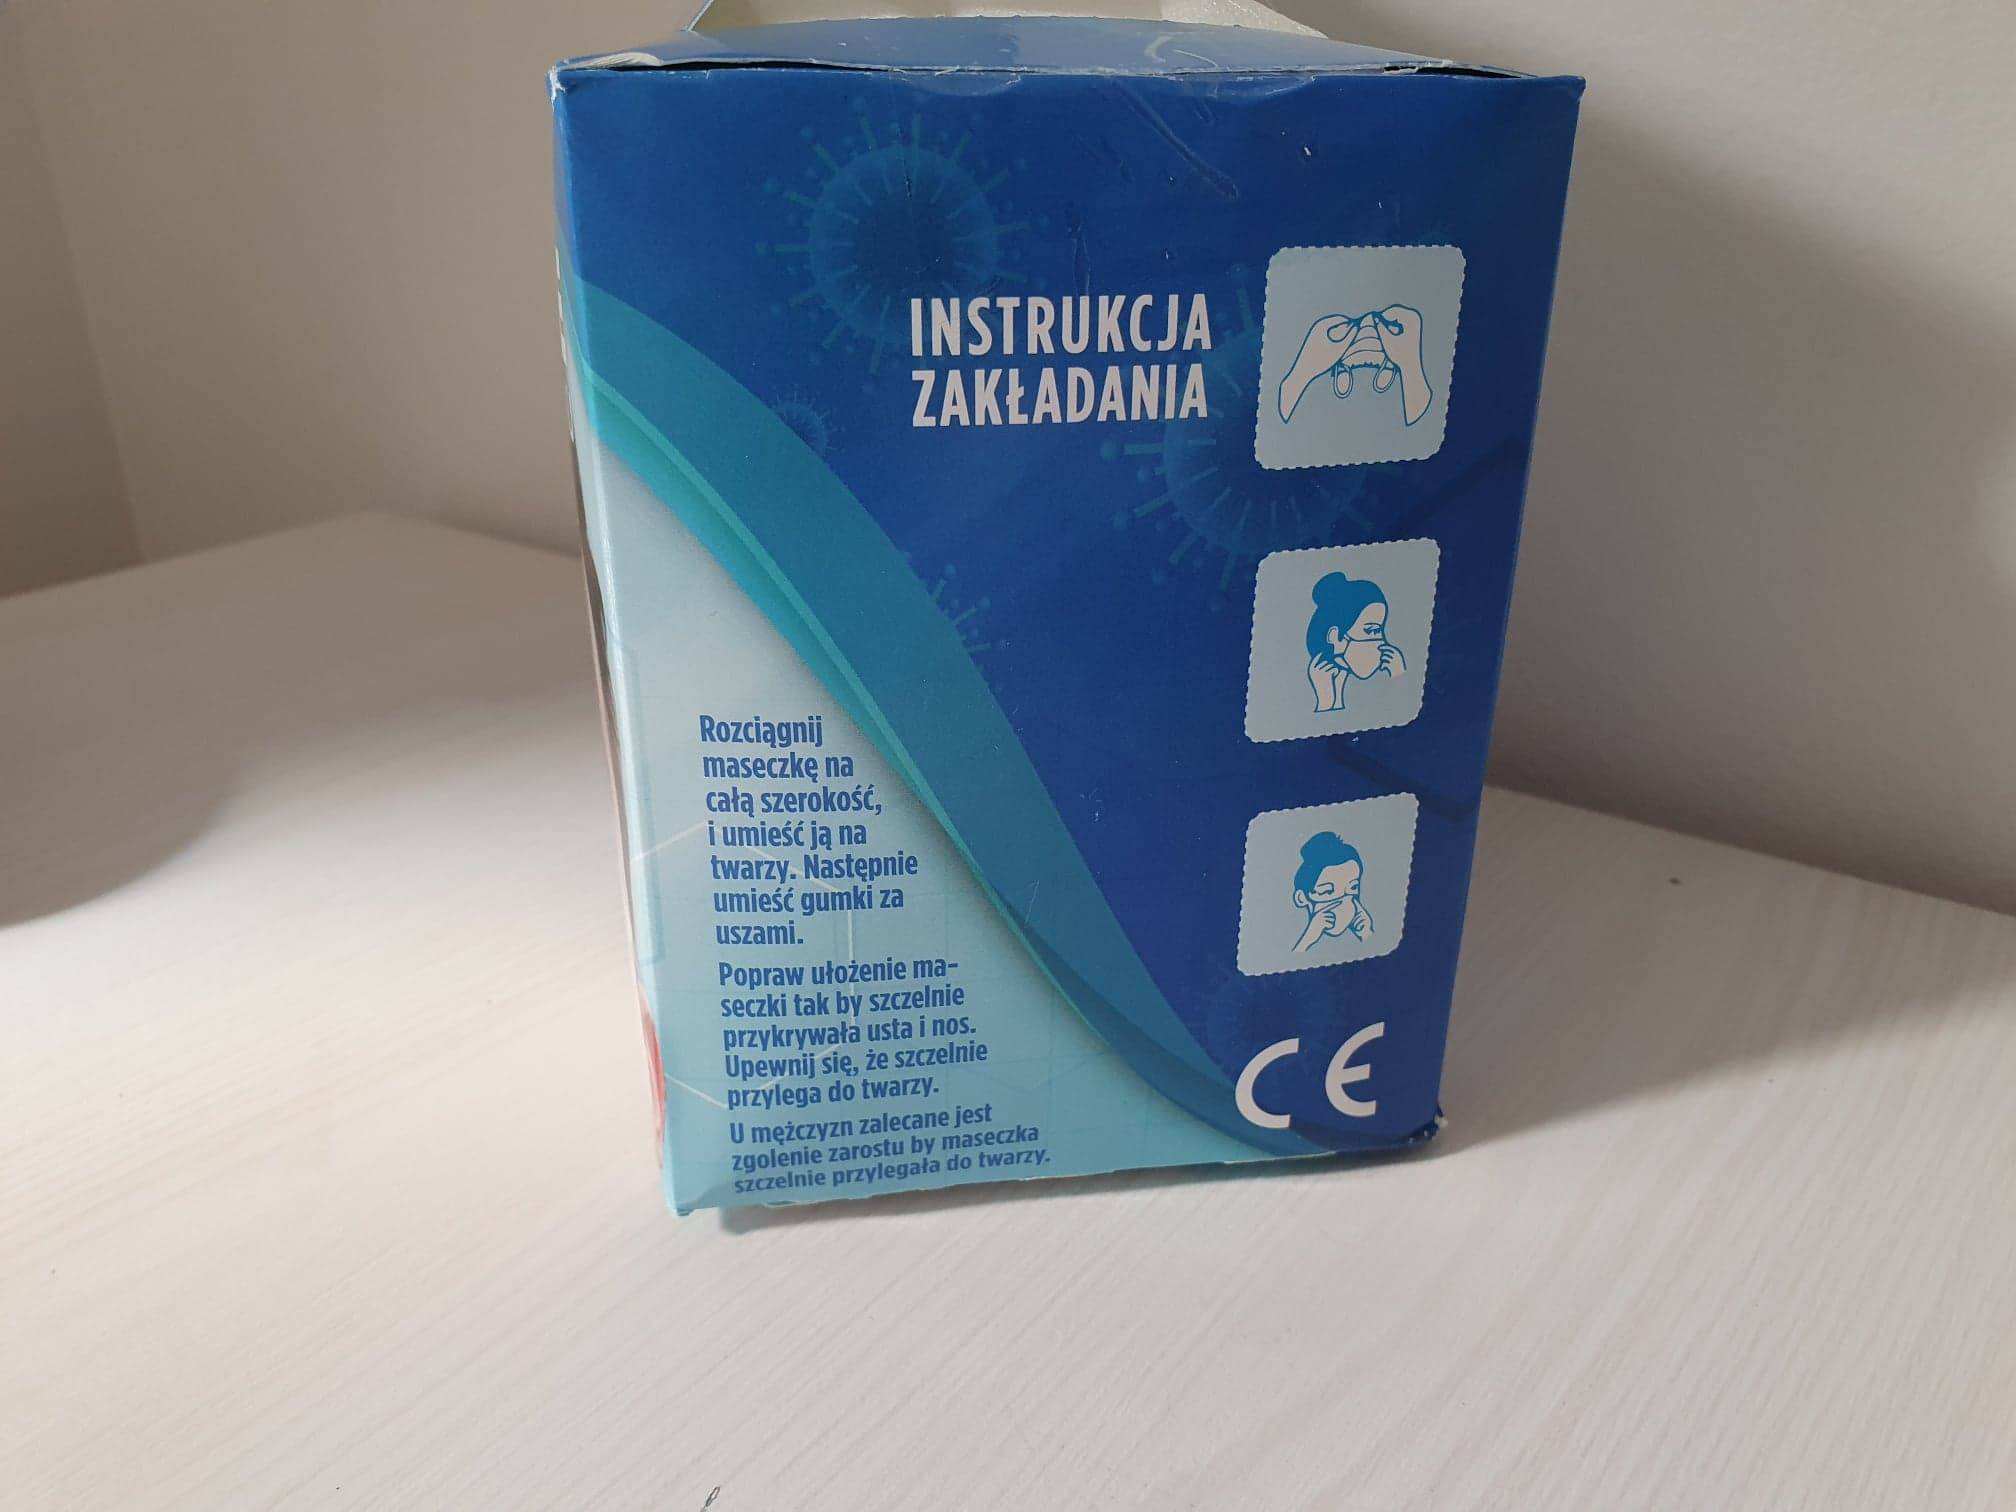 INSTRUKCJA
ZAKŁADANIA
Rozciągnij
maseczkę na
całą szerokość,
i umieść ją na
twarzy. Następnie
umieść gumki za
uszami.
Popraw ułożenie ma-
seczki tak by szczelnie
przykrywała usta i nos.
Upewnij się, że szczelnie
przylega do twarzy.
U mężczyzn zalecane jest
zgolenie zarostu by maseczka
szczelnie przylegała do twarzy.
CE